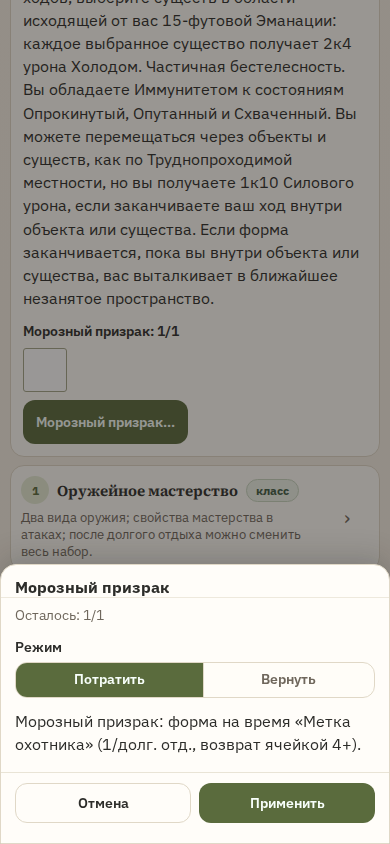 ходов, выберите существ в области
исходящей от вас 15-футовой Эманации:
каждое выбранное существо получает 2к4
урона Холодом. Частичная бестелесность.
Вы обладаете Иммунитетом к состояниям
Опрокинутый, Опутанный и Схваченный. Вы
можете перемещаться через объекты и
существ, как по Труднопроходимой
местности, но вы получаете 1к10 Силового
урона, если заканчиваете ваш ход внутри
объекта или существа. Если форма
заканчивается, пока вы внутри объекта или
существа, вас выталкивает в ближайшее
незанятое пространство.
Морозный призрак: 1/1
Морозный призрак...
1 Оружейное мастерство класс
Два вида оружия; свойства мастерства в
атаках; после долгого отдыха можно сменить
весь набор.
Морозный призрак
Осталось: 1/1
Режим
Потратить Вернуть
Морозный призрак: форма на время «Метка
охотника» (1/долг. отд., возврат ячейкой 4+).
Отмена Применить